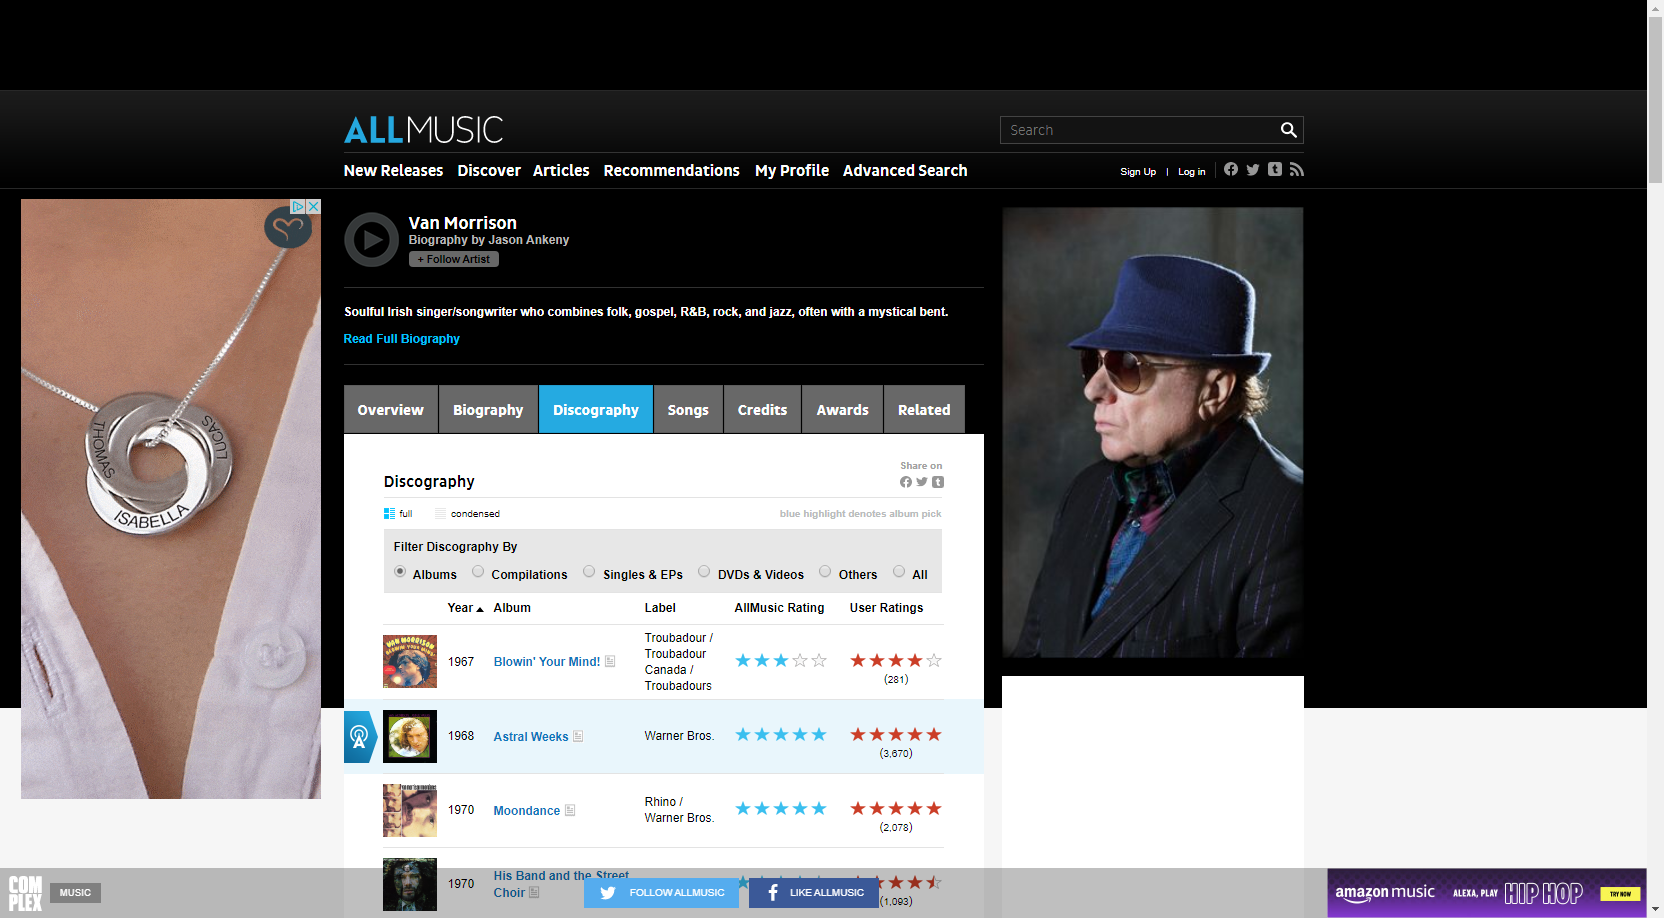 ALLMUSIC
Search
New Releases Discover Articles Recommendations My Profile Advanced Search
Sign Up | Log in
THOMAS
LUCAS
ISABELLA
Van Morrison
Biography by Jason Ankeny
+ Follow Artist
Soulful Irish singer/songwriter who combines folk, gospel, R&B, rock, and jazz, often with a mystical bent.
Read Full Biography
Overview Biography Discography Songs Credits Awards Related
Share on
Discography
full condensed blue highlight denotes album pick
Filter Discography By
Albums Compilations Singles & EPs DVDs & Videos Others All
Year Album Label AllMusic Rating User Ratings
VAN MORRISON
BLOWIN' YOUR MIND!
1967 Blowin' Your Mind!
Troubadour /
Troubadour
Canada /
Troubadours
(281)
1968 Astral Weeks Warner Bros.
(3,670)
1970 Moondance
Rhino /
Warner Bros.
(2,078)
1970 His Band and the Street
Choir
(1,093)
COMPLEX
MUSIC
FOLLOW ALLMUSIC
LIKE ALLMUSIC
amazon music ALEXA, PLAY HIP HOP TRY NOW